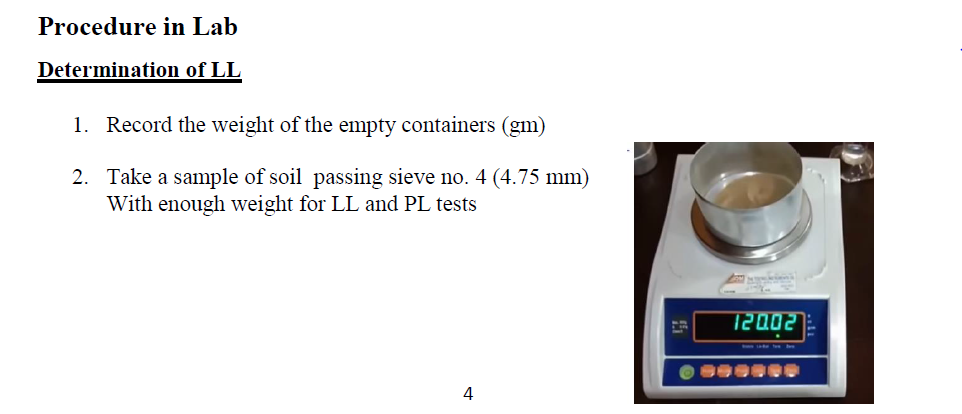 Procedure in Lab
Determination of LL
1. Record the weight of the empty containers (gm)
2. Take a sample of soil passing sieve no. 4 (4.75 mm)
With enough weight for LL and PL tests
120.02
4